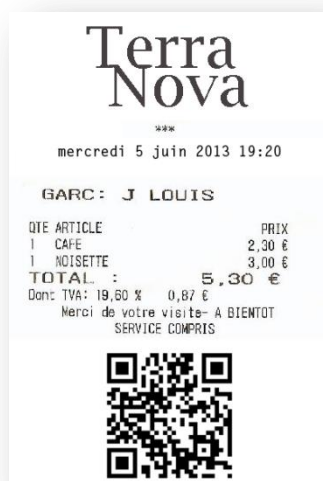 Terra
Nova
***
mercredi 5 juin 2013 19:20
GARC: J LOUIS
QTE ARTICLE PRIX
1 CAFE 2,30 €
1 NOISETTE 3,00 €
TOTAL : 5,30 €
Dont TVA: 19,60 % 0,87 €
Merci de votre visite- A BIENTOT
SERVICE COMPRIS